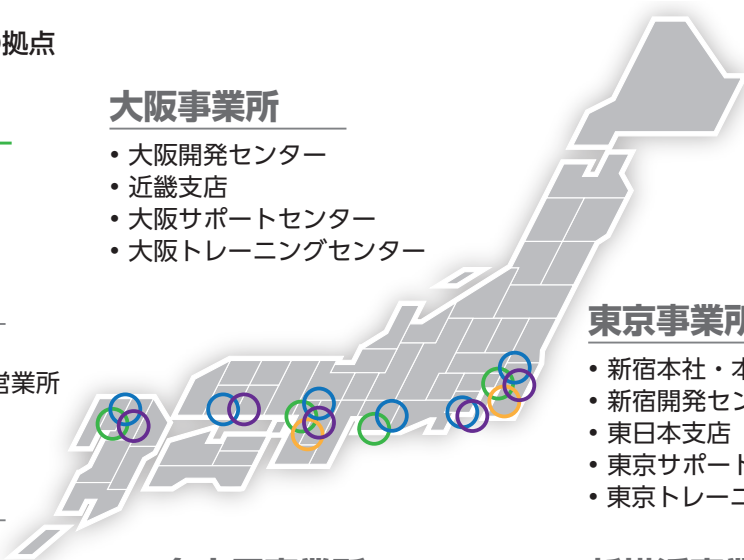 拠点
大阪事業所
• 大阪開発センター
• 近畿支店
• 大阪サポートセンター
• 大阪トレーニングセンター
営業所
東京事業所
• 新宿本社・本
• 新宿開発セン
• 東日本支店
• 東京サポート
• 東京トレーニ